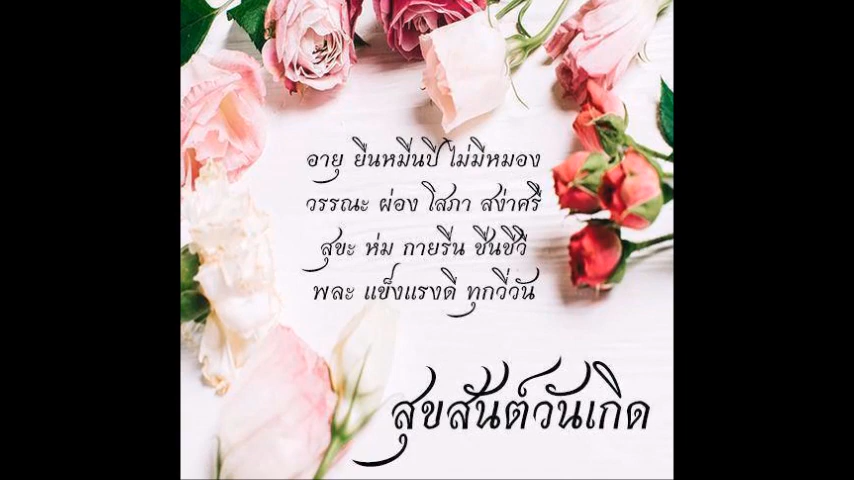 อายุ ยืนหมื่นปี ไม่มีหมอง
วรรณะ ผ่อง โสภา สง่าศรี
สุขะ ห่ม กายรื่น ชื่นชีวี
พละ แข็งแรงดี ทุกวี่วัน
สุขสันต์วันเกิด